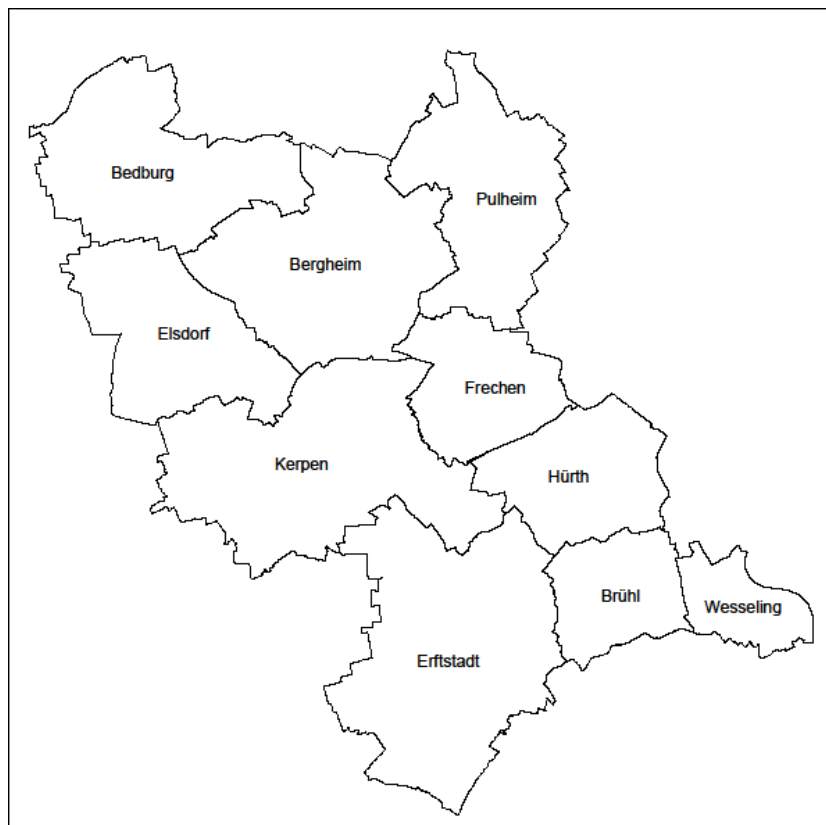 Bedburg
Pulheim
Bergheim
Elsdorf
Frechen
Kerpen
Hürth
Brühl
Wesseling
Erftstadt